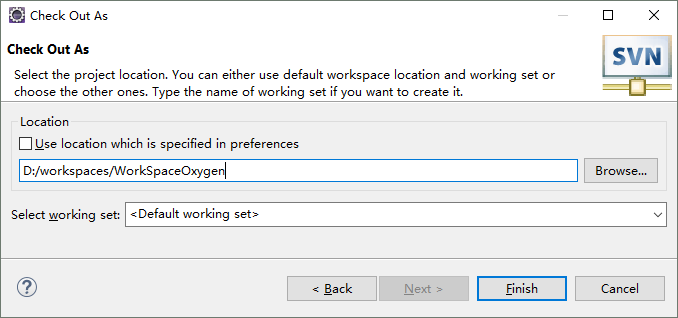 Check Out As
Check Out As
Select the project location. You can either use default workspace location and working set or
choose the other ones. Type the name of working set if you want to create it.
SVN
Location
Use location which is specified in preferences
D:/workspaces/WorkSpaceOxygen
Browse...
Select working set: <Default working set>
?
< Back
Next >
Finish
Cancel